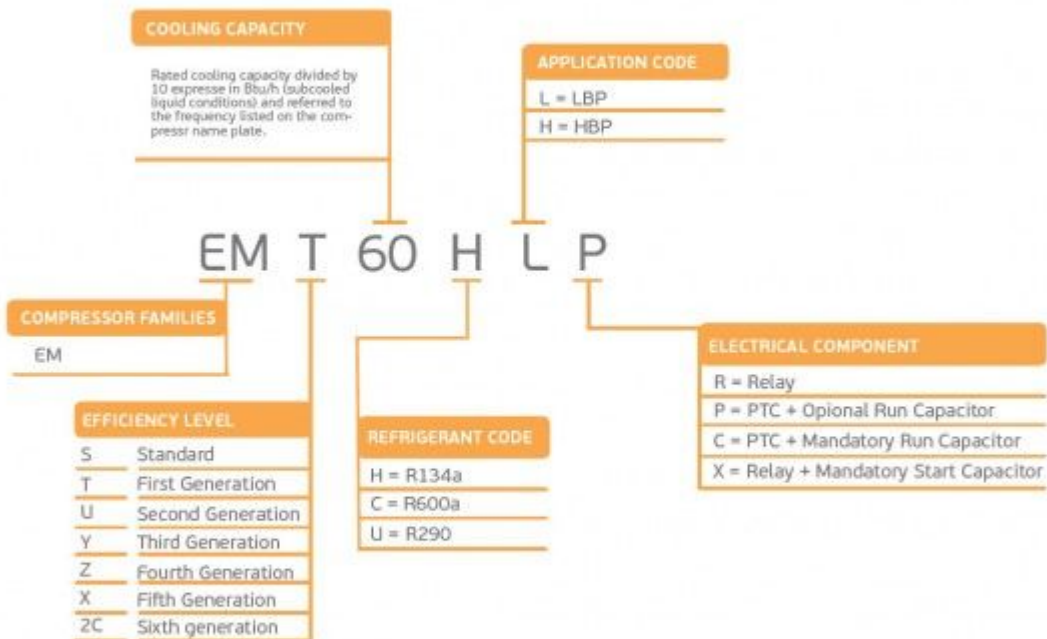 COOLING CAPACITY
Rated cooling capacity divided by
10 expresse in Btu/h (subcooled
liquid conditions) and referred to
the frequency listed on the com-
pressr name plate.
APPLICATION CODE
L = LBP
H = HBP
EM T 60 H L P
COMPRESSOR FAMILIES
EM
EFFICIENCY LEVEL
S Standard
T First Generation
U Second Generation
Y Third Generation
Z Fourth Generation
X Fifth Generation
2C Sixth generation
REFRIGERANT CODE
H = R134a
C = R600a
U = R290
ELECTRICAL COMPONENT
R = Relay
P = PTC + Opional Run Capacitor
C = PTC + Mandatory Run Capacitor
X = Relay + Mandatory Start Capacitor